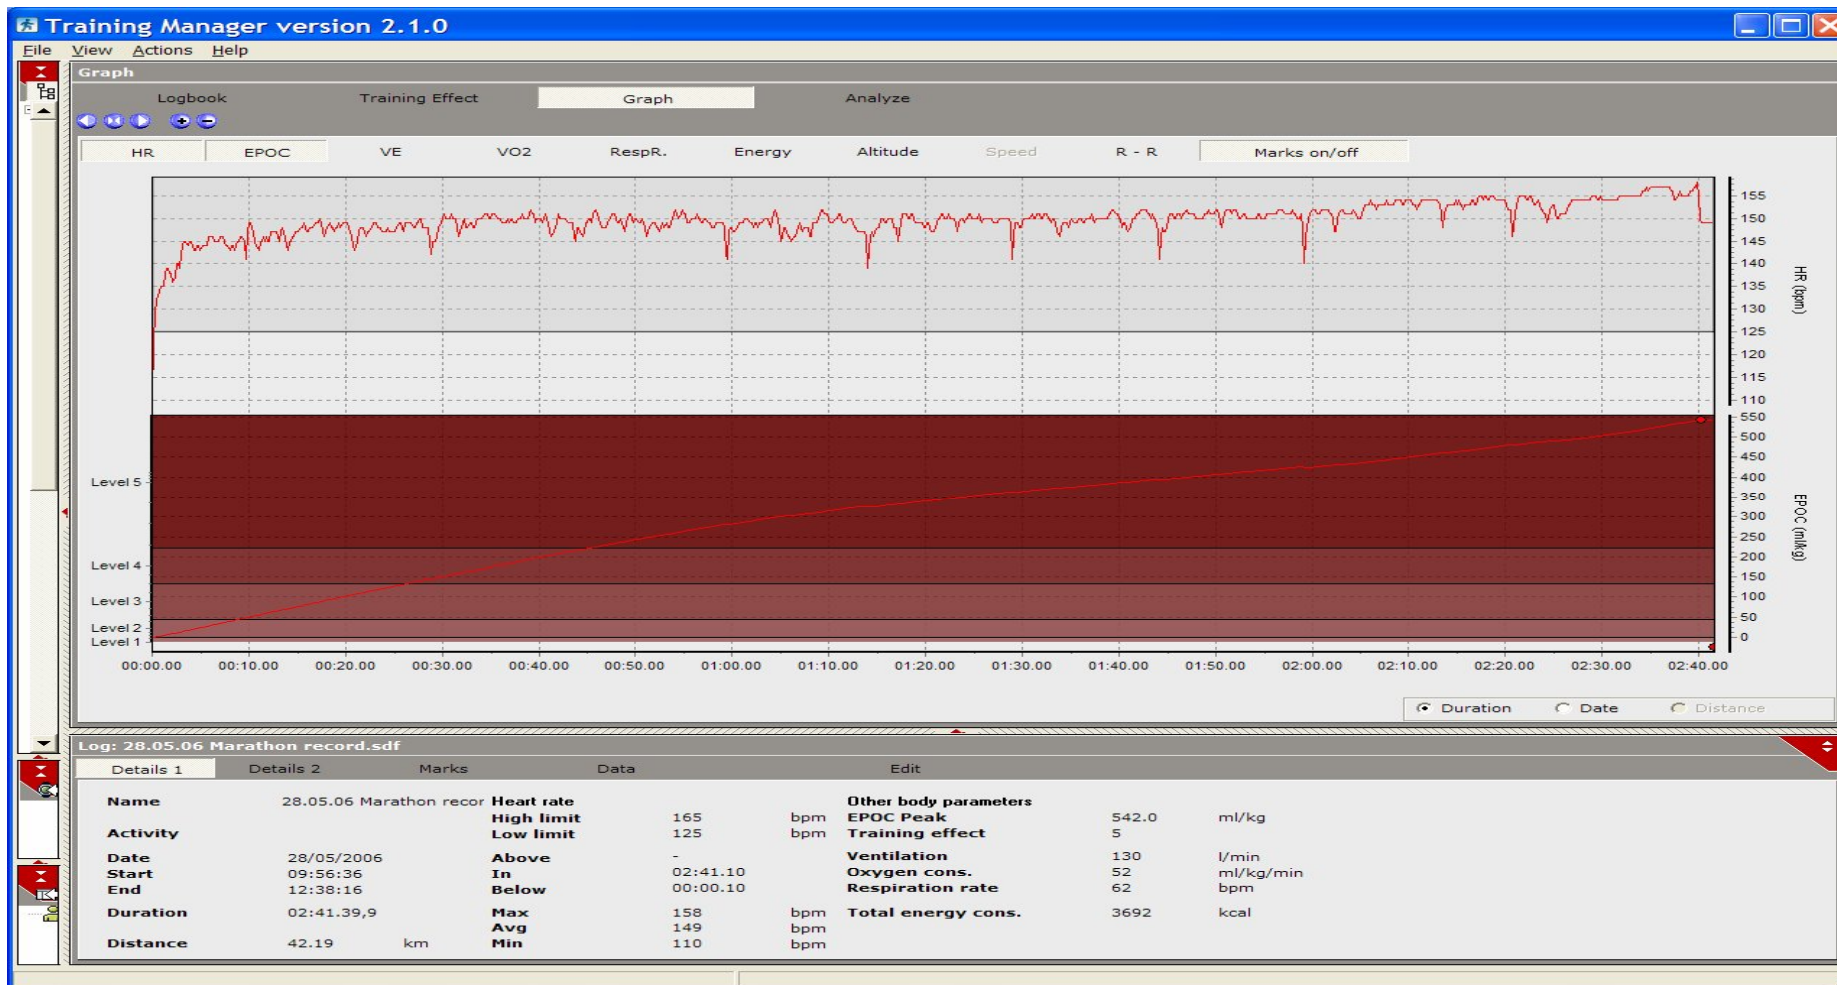 Training Manager version 2.1.0
File View Actions Help
Graph
Logbook Training Effect Graph Analyze
HR EPOC VE VO2 RespR. Energy Altitude Speed R - R Marks on/off
155
150
145
140
135
130
125
120
115
110
HR (bpm)
550
500
450
400
350
300
250
200
150
100
50
0
EPOC (ml/kg)
Level 5
Level 4
Level 3
Level 2
Level 1
00:00.00 00:10.00 00:20.00 00:30.00 00:40.00 00:50.00 01:00.00 01:10.00 01:20.00 01:30.00 01:40.00 01:50.00 02:00.00 02:10.00 02:20.00 02:30.00 02:40.00
Duration Date Distance
Log: 28.05.06 Marathon record.sdf
Details 1 Details 2 Marks Data Edit
Name 28.05.06 Marathon recor Heart rate Other body parameters
High limit 165 bpm EPOC Peak 542.0 ml/kg
Activity Low limit 125 bpm Training effect 5
Date 28/05/2006 Above - Ventilation 130 l/min
Start 09:56:36 In 02:41.10 Oxygen cons. 52 ml/kg/min
End 12:38:16 Below 00:00.10 Respiration rate 62 bpm
Duration 02:41.39,9 Max 158 bpm Total energy cons. 3692 kcal
Avg 149 bpm
Distance 42.19 km Min 110 bpm